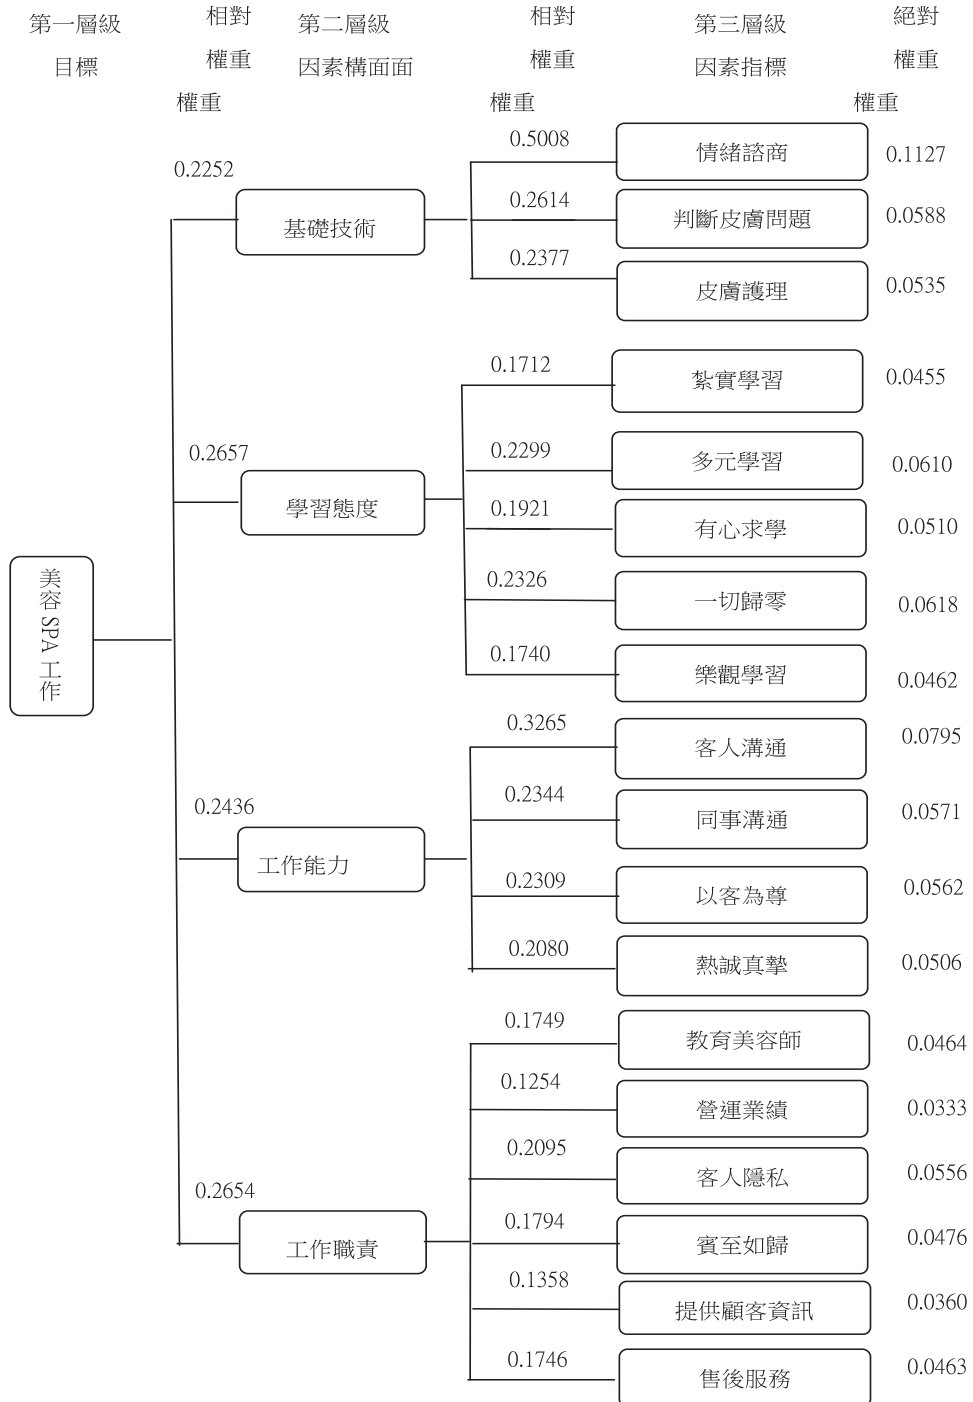 第一層級
目標
相對
權重
權重
第二層級
因素構面面
相對
權重
權重
第三層級
因素指標
絕對
權重
權重
美容 SPA 工作
0.2252
基礎技術
0.5008
情緒諮商
0.1127
0.2614
判斷皮膚問題
0.0588
0.2377
皮膚護理
0.0535
0.2657
學習態度
0.1712
紮實學習
0.0455
0.2299
多元學習
0.0610
0.1921
有心求學
0.0510
0.2326
一切歸零
0.0618
0.1740
樂觀學習
0.0462
0.2436
工作能力
0.3265
客人溝通
0.0795
0.2344
同事溝通
0.0571
0.2309
以客為尊
0.0562
0.2080
熱誠真摯
0.0506
0.2654
工作職責
0.1749
教育美容師
0.0464
0.1254
營運業績
0.0333
0.2095
客人隱私
0.0556
0.1794
賓至如歸
0.0476
0.1358
提供顧客資訊
0.0360
0.1746
售後服務
0.0463